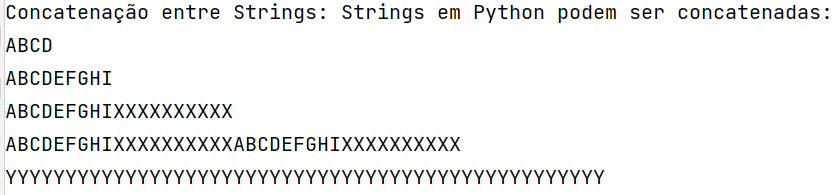 Concatenação entre Strings: Strings em Python podem ser concatenadas:
ABCD
ABCDEFGHI
ABCDEFGHIXXXXXXXXXX
ABCDEFGHIXXXXXXXXXXABCDEFGHIXXXXXXXXXX
YYYYYYYYYYYYYYYYYYYYYYYYYYYYYYYYYYYYYYYYYYYYYYYYYY